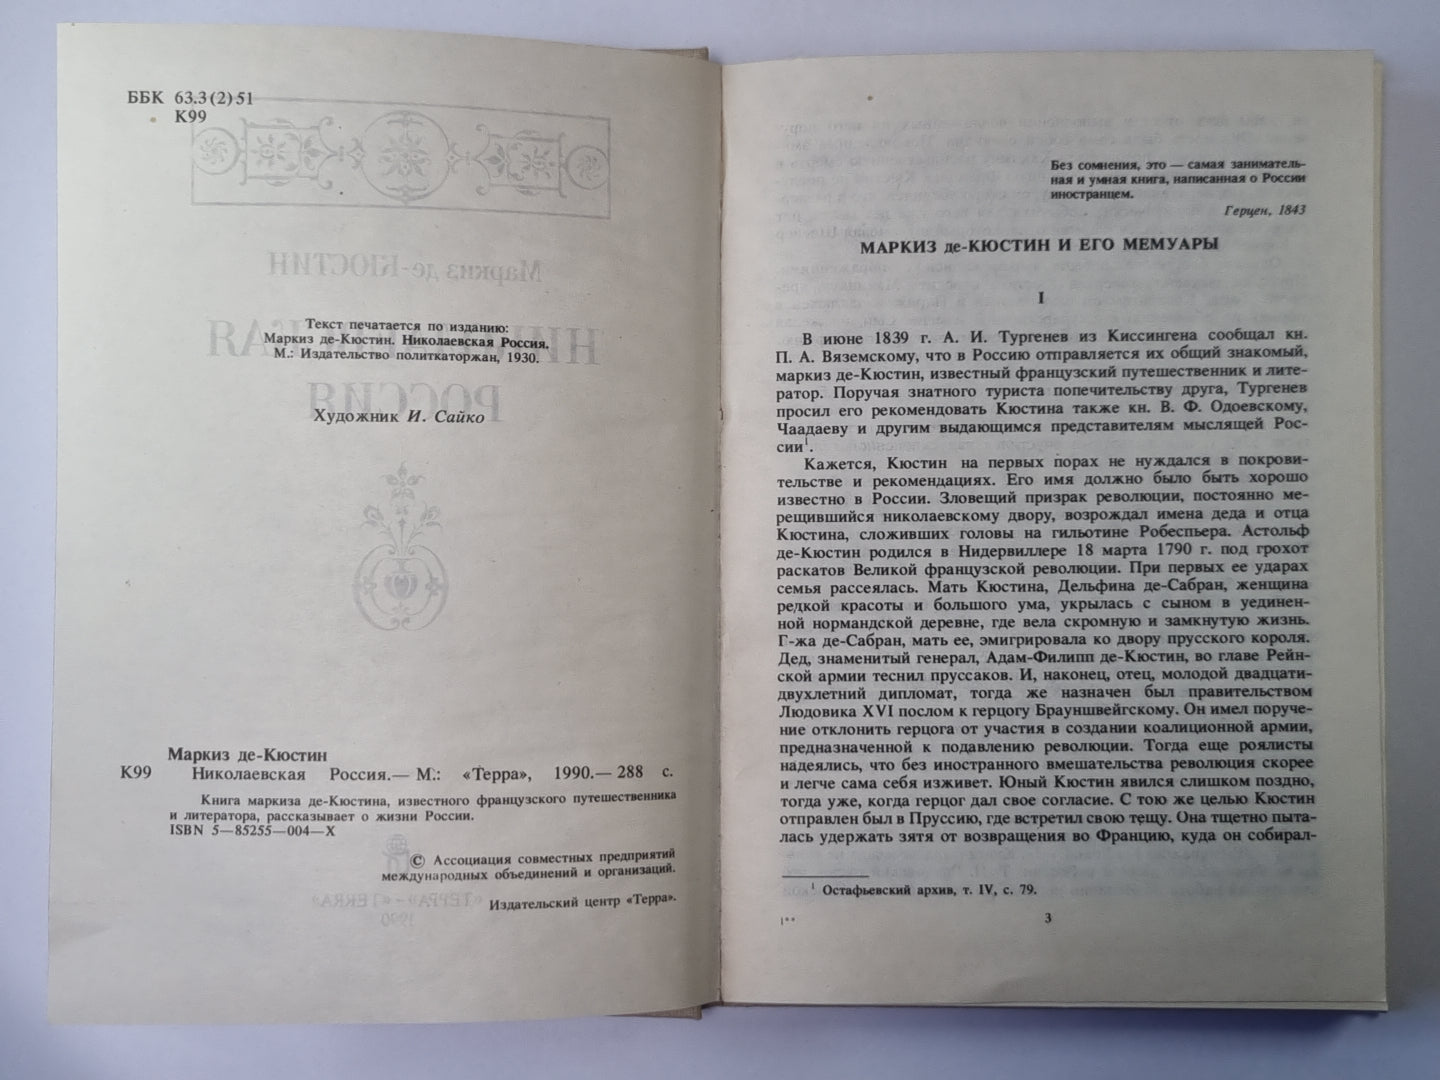 ББК 63.3(2)51
К99
Текст печатается по изданию:
Маркиз де-Кюстин. Николаевская Россия.
М.: Издательство политкаторжан, 1930.
Художник И. Сайко
Маркиз де-Кюстин
К99 Николаевская Россия.— М.: «Терра», 1990.— 288 с.
Книга маркиза де-Кюстина, известного французского путешественника
и литератора, рассказывает о жизни России.
ISBN 5—85255—004—X
© Ассоциация совместных предприятий
международных объединений и организаций.
Издательский центр «Терра».
Без сомнения, это — самая заниматель-
ная и умная книга, написанная о России
иностранцем.
Герцен, 1843
МАРКИЗ де-КЮСТИН И ЕГО МЕМУАРЫ
I
В июне 1839 г. А. И. Тургенев из Киссингена сообщал кн.
П. А. Вяземскому, что в Россию отправляется их общий знакомый,
маркиз де-Кюстин, известный французский путешественник и лите-
ратор. Поручая знатного туриста попечительству друга, Тургенев
просил его рекомендовать Кюстина также кн. В. Ф. Одоевскому,
Чаадаеву и другим выдающимся представителям мыслящей Рос-
сии1.
Кажется, Кюстин на первых порах не нуждался в покрови-
тельстве и рекомендациях. Его имя должно было быть хорошо
известно в России. Зловещий призрак революции, постоянно ме-
рещившийся николаевскому двору, возрождал имена деда и отца
Кюстина, сложивших головы на гильотине Робеспьера. Астольф
де-Кюстин родился в Нидервиллере 18 марта 1790 г. под грохот
раскатов Великой французской революции. При первых ее ударах
семья рассеялась. Мать Кюстина, Дельфина де-Сабран, женщина
редкой красоты и большого ума, укрылась с сыном в уединен-
ной нормандской деревне, где вела скромную и замкнутую жизнь.
Г-жа де-Сабран, мать ее, эмигрировала ко двору прусского короля.
Дед, знаменитый генерал, Адам-Филипп де-Кюстин, во главе Рейн-
ской армии теснил пруссаков. И, наконец, отец, молодой двадцати-
двухлетний дипломат, тогда же назначен был правительством
Людовика XVI послом к герцогу Брауншвейгскому. Он имел поруче-
ние отклонить герцога от участия в создании коалиционной армии,
предназначенной к подавлению революции. Тогда еще роялисты
надеялись, что без иностранного вмешательства революция скорее
и легче сама себя изживет. Юный Кюстин явился слишком поздно,
тогда уже, когда герцог дал свое согласие. С тою же целью Кюстин
отправлен был в Пруссию, где встретил свою тещу. Она тщетно пыта-
лась удержать зятя от возвращения во Францию, куда он собирал-
1 Остафьевский архив, т. IV, с. 79.
1**
3